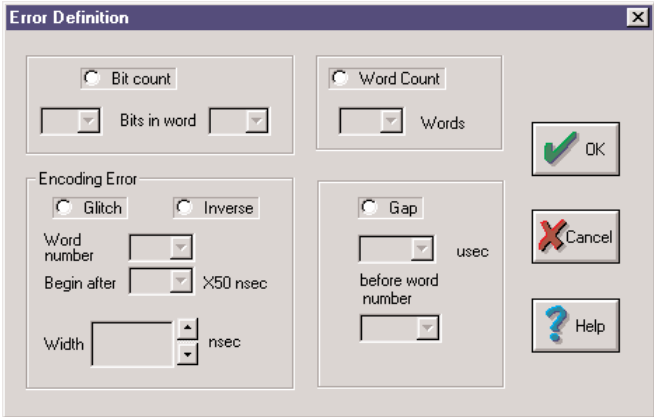 Error Definition
Bit count
Bits in word
Word Count
Words
Encoding Error
Glitch
Inverse
Word
number
Begin after
X50 nsec
Width
nsec
Gap
usec
before word
number
OK
Cancel
Help